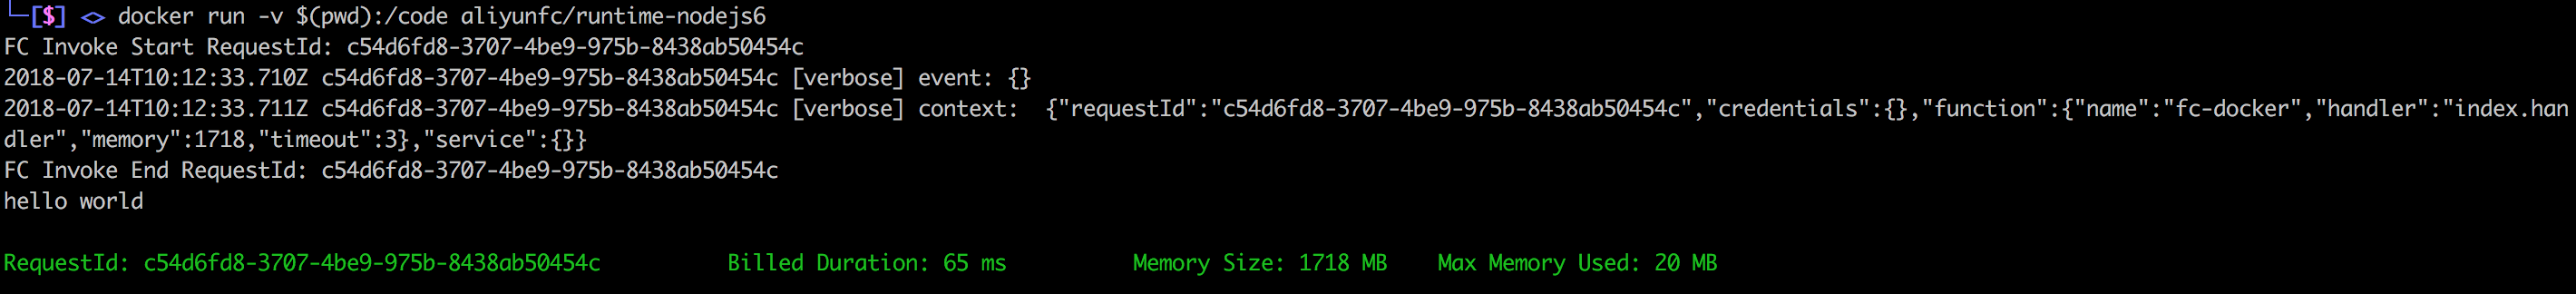 └─[$] <> docker run -v $(pwd):/code aliyunfc/runtime-nodejs6
FC Invoke Start RequestId: c54d6fd8-3707-4be9-975b-8438ab50454c
2018-07-14T10:12:33.710Z c54d6fd8-3707-4be9-975b-8438ab50454c [verbose] event: {}
2018-07-14T10:12:33.711Z c54d6fd8-3707-4be9-975b-8438ab50454c [verbose] context:  {"requestId":"c54d6fd8-3707-4be9-975b-8438ab50454c","credentials":{},"function":{"name":"fc-docker","handler":"index.han
dler","memory":1718,"timeout":3},"service":{}}
FC Invoke End RequestId: c54d6fd8-3707-4be9-975b-8438ab50454c
hello world
RequestId: c54d6fd8-3707-4be9-975b-8438ab50454c          Billed Duration: 65 ms          Memory Size: 1718 MB    Max Memory Used: 20 MB